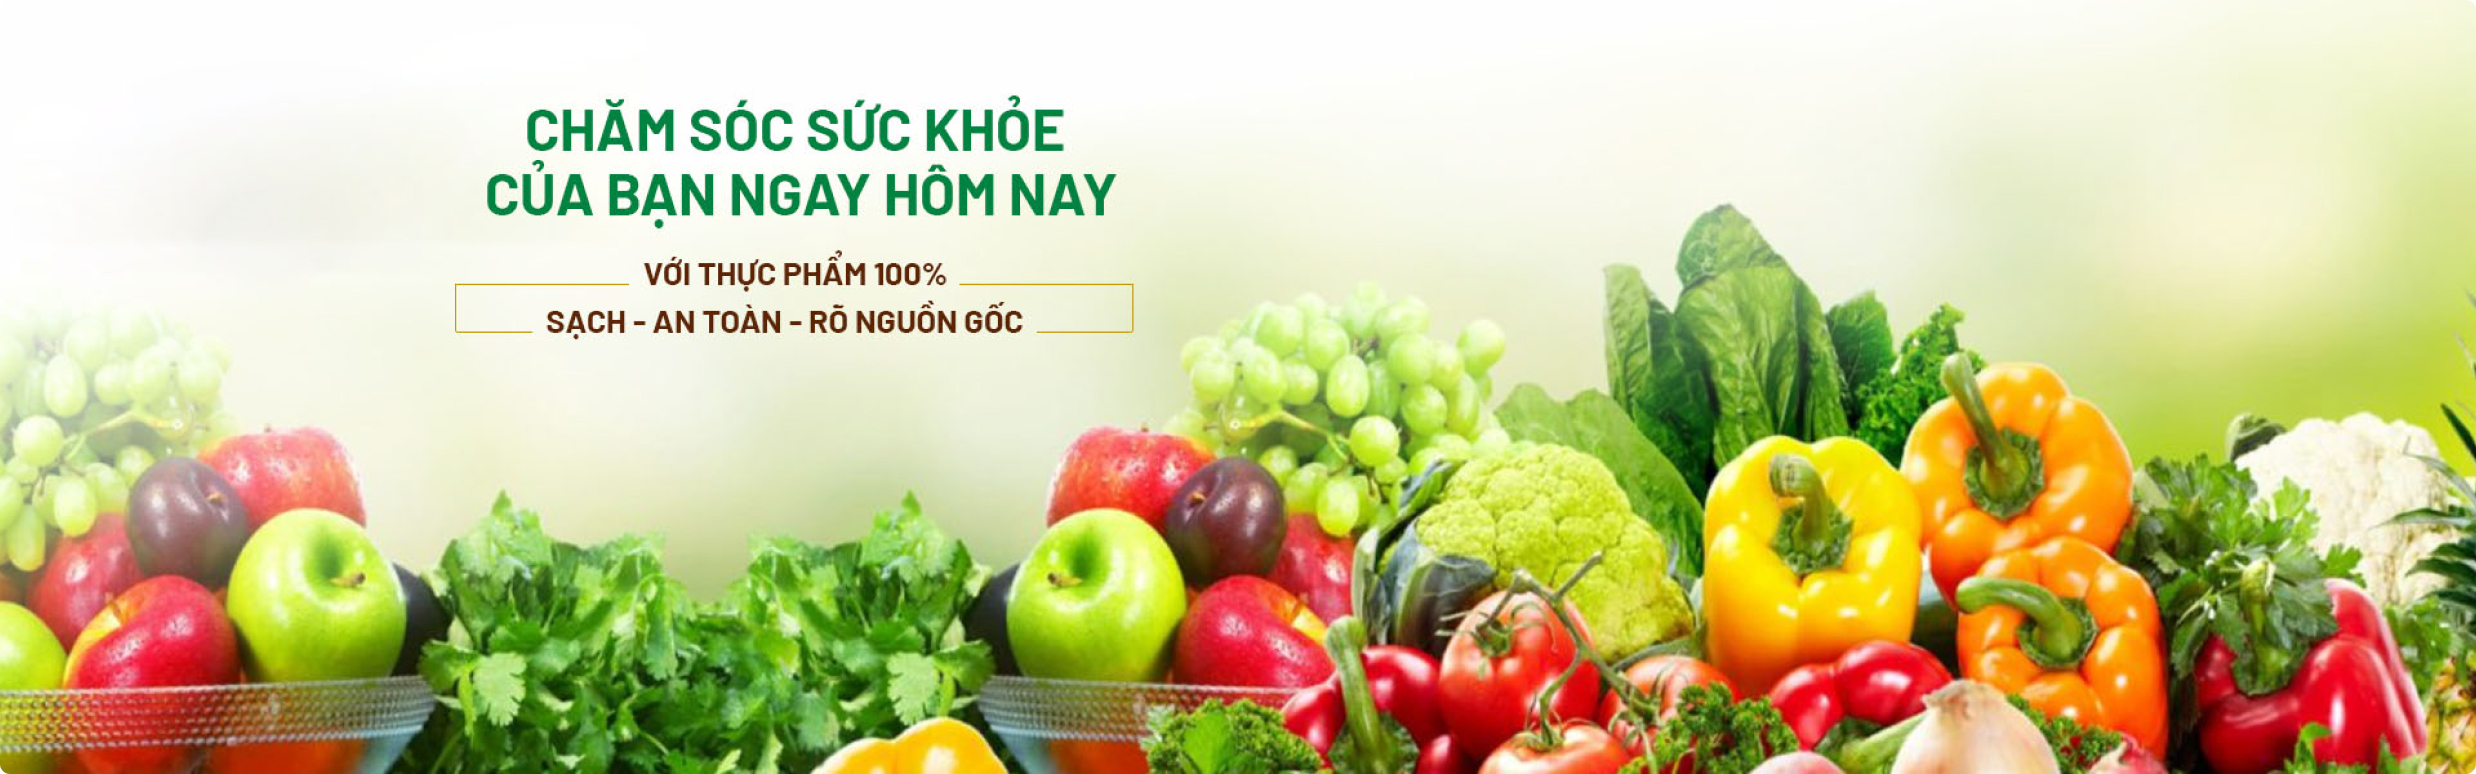 CHĂM SÓC SỨC KHỎE
CỦA BẠN NGAY HÔM NAY
VỚI THỰC PHẨM 100%
SẠCH - AN TOÀN - RÕ NGUỒN GỐC